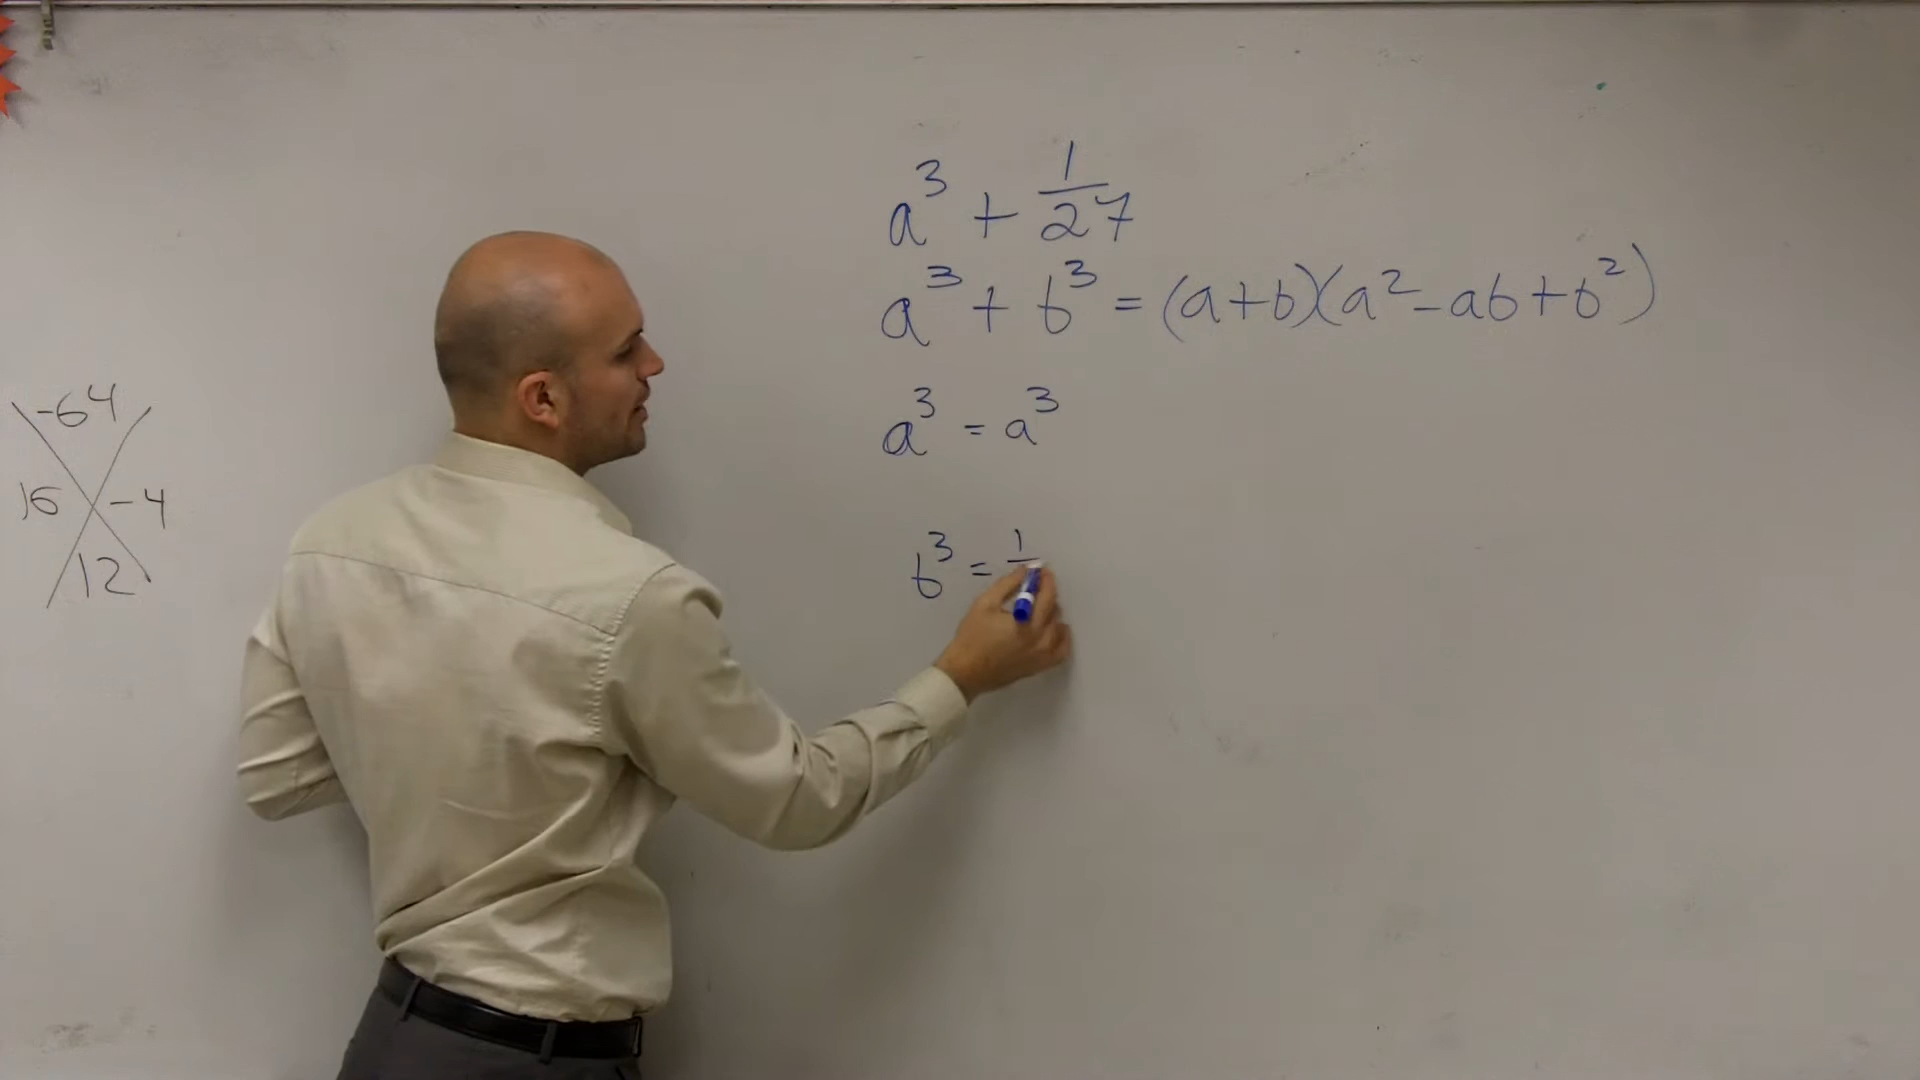 a³ + 1/27
a³ + b³ = (a+b)(a² - ab + b²)
a³ = a³
b³ = 1
-64
16 -4
12